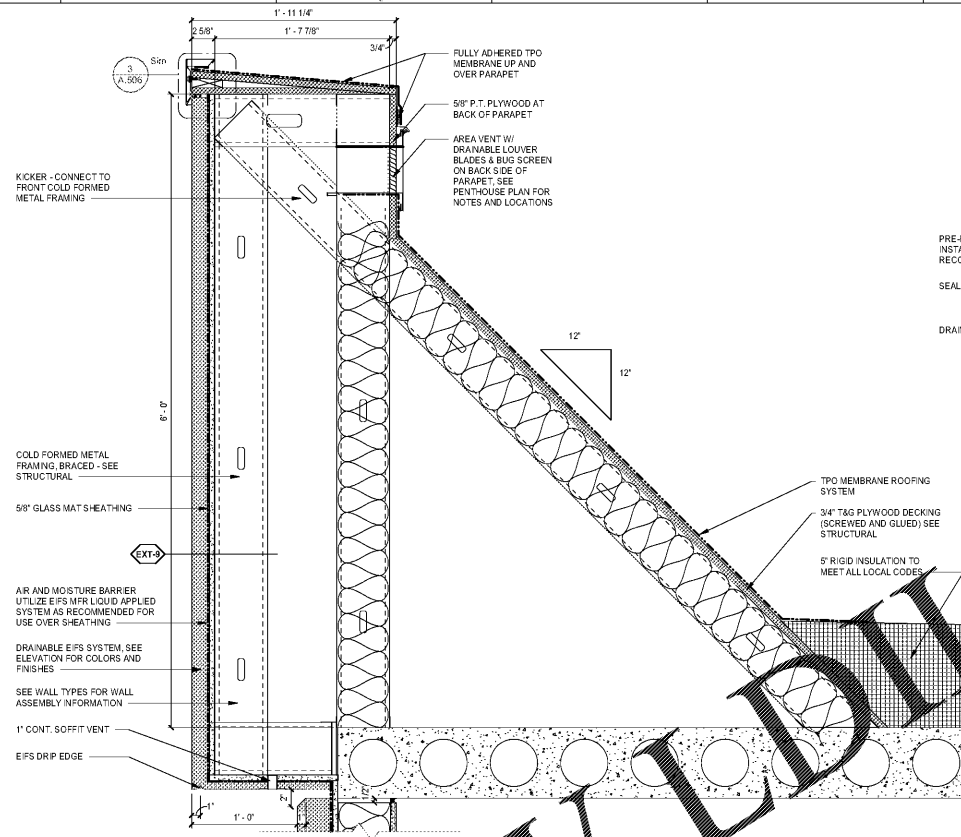 1' - 11 1/4"
2 5/8"
1' - 7 7/8"
3/4"
3
A.506
Sim
FULLY ADHERED TPO
MEMBRANE UP AND
OVER PARAPET
5/8" P.T. PLYWOOD AT
BACK OF PARAPET
AREA VENT W/
DRAINABLE LOUVER
BLADES & BUG SCREEN
ON BACK SIDE OF
PARAPET, SEE
PENTHOUSE PLAN FOR
NOTES AND LOCATIONS
KICKER - CONNECT TO
FRONT COLD FORMED
METAL FRAMING
SEAL
12"
12"
6' - 0"
COLD FORMED METAL
FRAMING, BRACED - SEE
STRUCTURAL
5/8" GLASS MAT SHEATHING
EXT-9
TPO MEMBRANE ROOFING
SYSTEM
3/4" T&G PLYWOOD DECKING
(SCREWED AND GLUED) SEE
STRUCTURAL
5" RIGID INSULATION TO
MEET ALL LOCAL CODES
AIR AND MOISTURE BARRIER
UTILIZE EIFS MFR LIQUID APPLIED
SYSTEM AS RECOMMENDED FOR
USE OVER SHEATHING
DRAINABLE EIFS SYSTEM, SEE
ELEVATION FOR COLORS AND
FINISHES
SEE WALL TYPES FOR WALL
ASSEMBLY INFORMATION
1" CONT. SOFFIT VENT
EIFS DRIP EDGE
1"
2"
1' - 0"
1"
1/2"